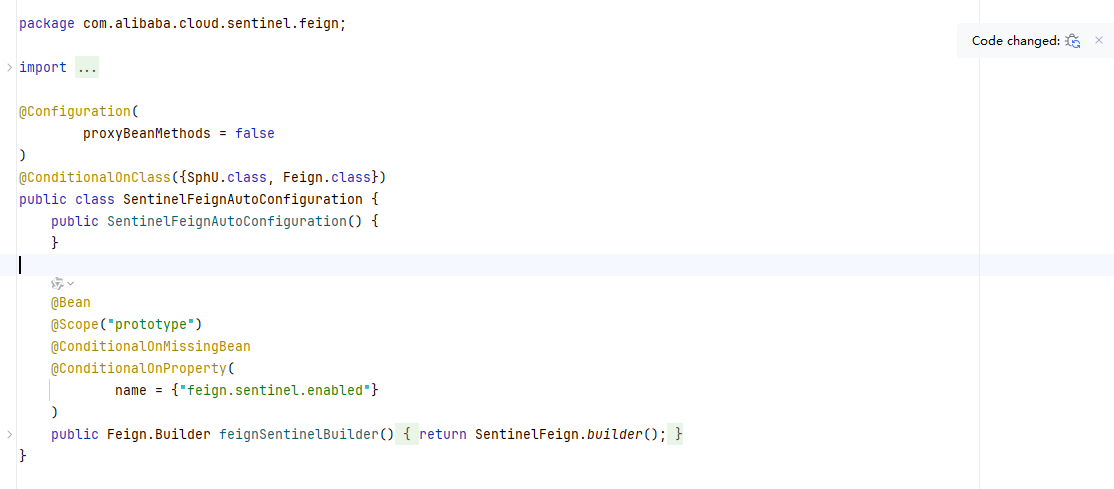 package com.alibaba.cloud.sentinel.feign;
Code changed:
import ...
@Configuration(
        proxyBeanMethods = false
)
@ConditionalOnClass({SphU.class, Feign.class})
public class SentinelFeignAutoConfiguration {
    public SentinelFeignAutoConfiguration() {
    }
    @Bean
    @Scope("prototype")
    @ConditionalOnMissingBean
    @ConditionalOnProperty(
            name = {"feign.sentinel.enabled"}
    )
    public Feign.Builder feignSentinelBuilder() { return SentinelFeign.builder(); }
}